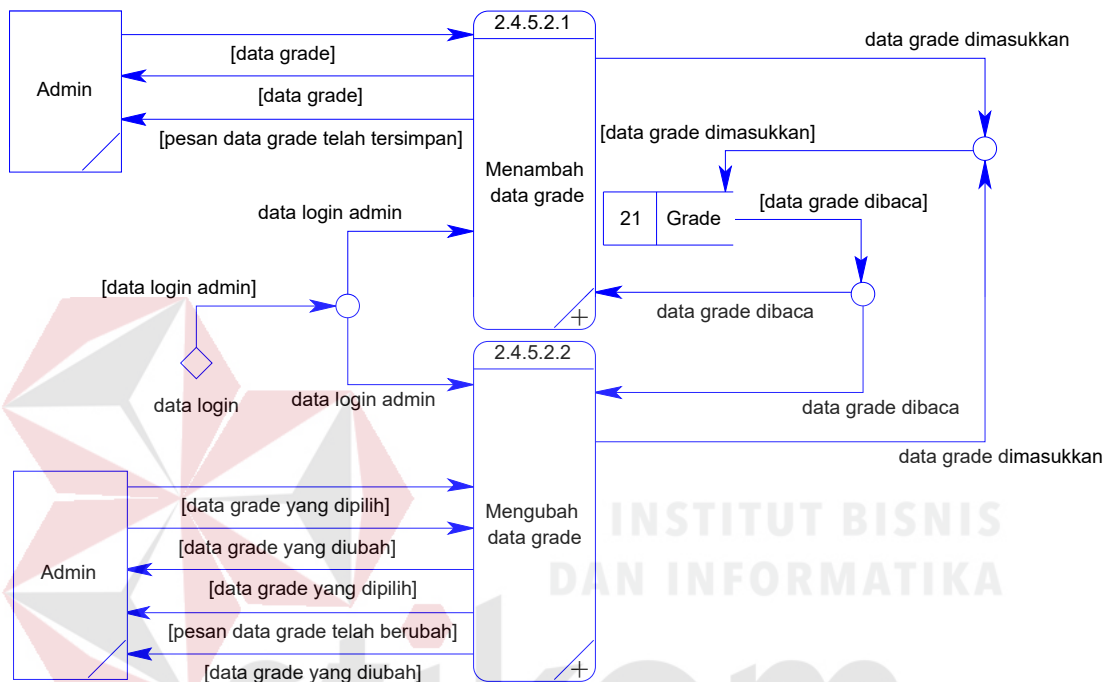 2.4.5.2.1
data grade dimasukkan
[data grade]
Admin
[data grade]
[data grade dimasukkan]
[pesan data grade telah tersimpan]
Menambah
data grade
[data grade dibaca]
data login admin
21 Grade
[data login admin]
data grade dibaca
2.4.5.2.2
data login
data login admin
data grade dibaca
data grade dimasukkan
[data grade yang dipilih]
Mengubah
data grade
INSTITUT BISNIS
DAN INFORMATIKA
[data grade yang diubah]
Admin
[data grade yang dipilih]
[pesan data grade telah berubah]
[data grade yang diubah]